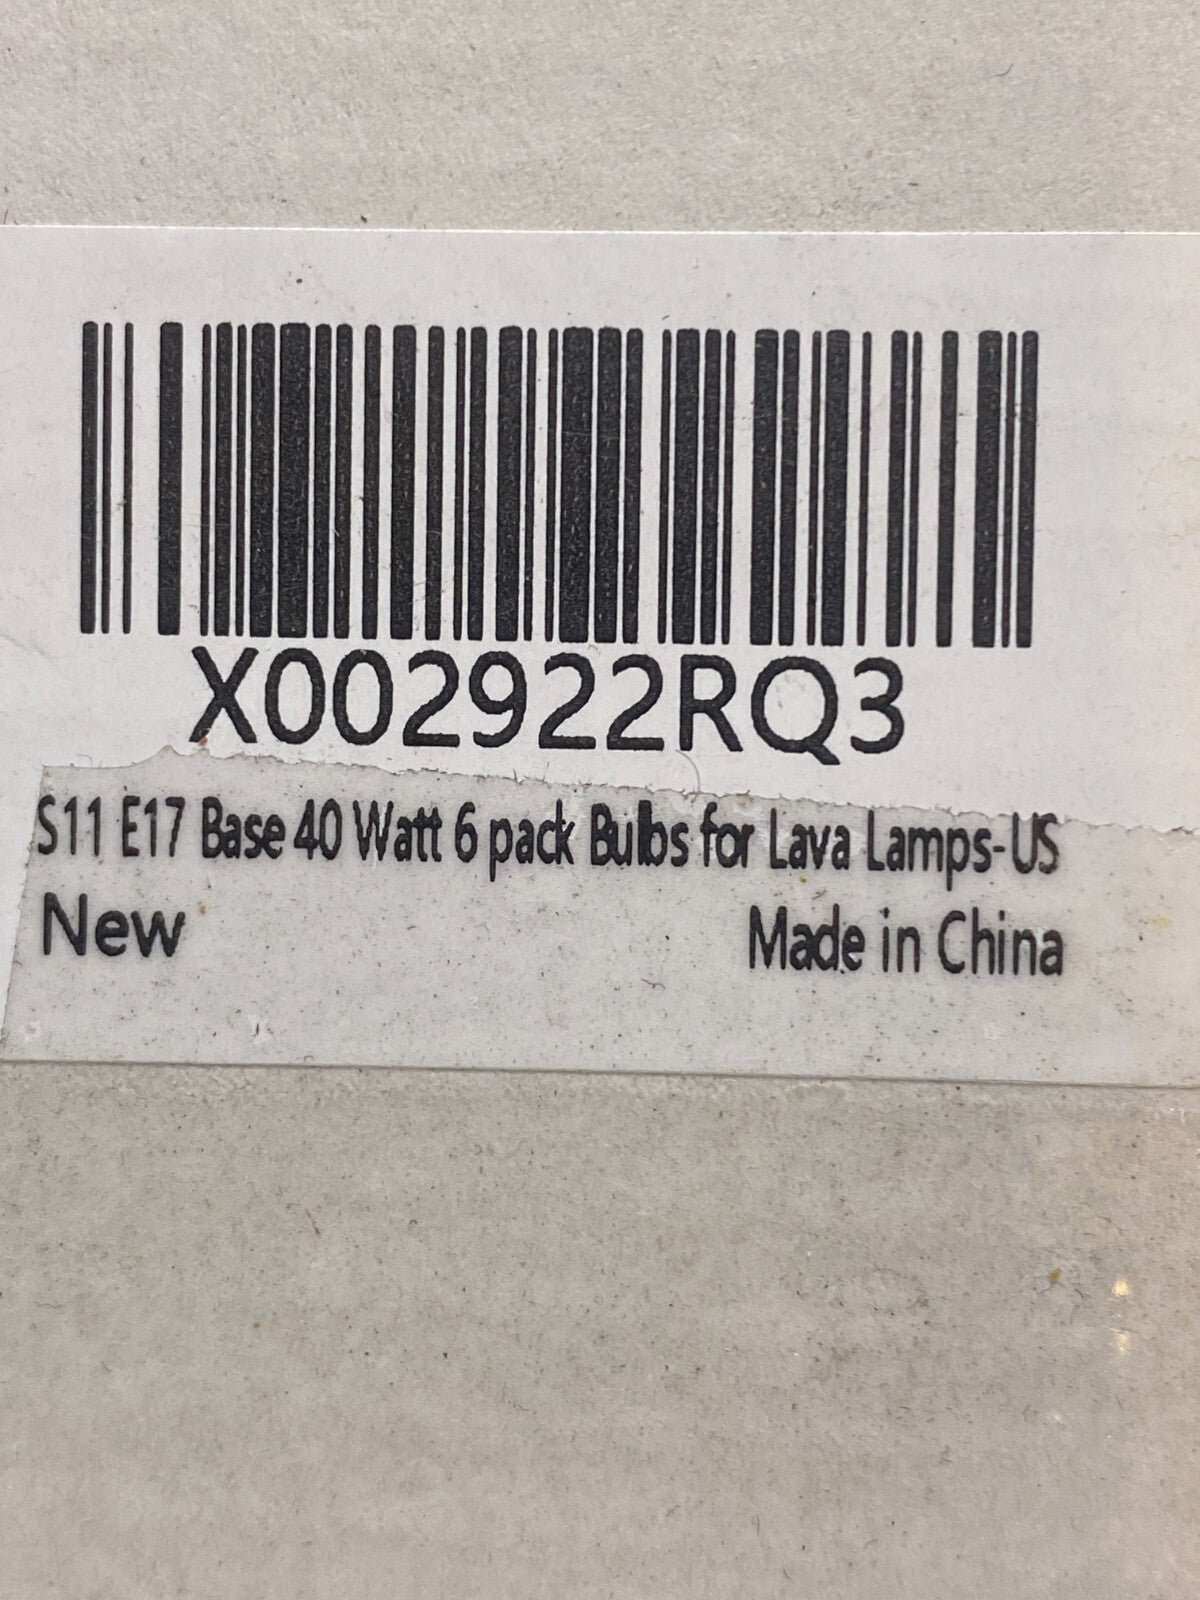 X002922RQ3
S11 E17 Base 40 Watt 6 pack Bulbs for Lava Lamps-US
New
Made in China